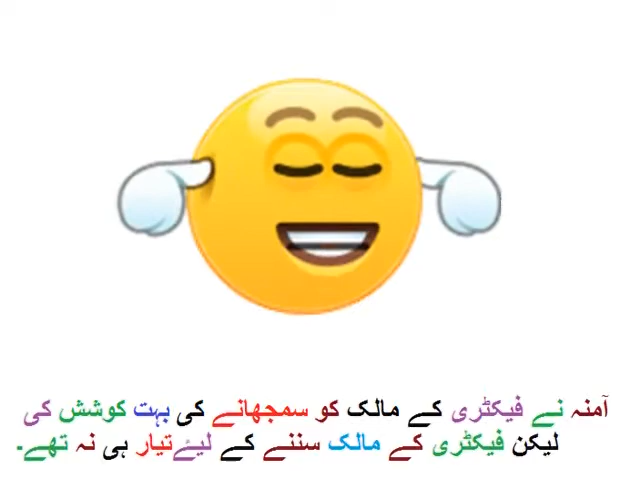 آمنہ نے فیکٹری کے مالک کو سمجھانے کی بہت کوشش کی
لیکن فیکٹری کے مالک سننے کے لیئے تیار ہی نہ تھے۔